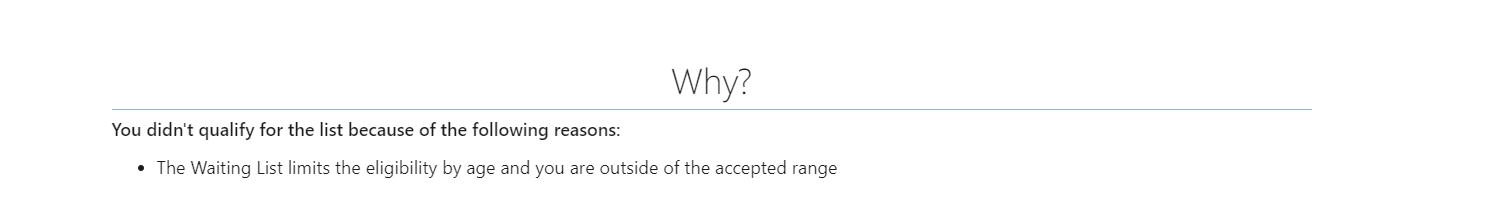 Why?
You didn't qualify for the list because of the following reasons:
• The Waiting List limits the eligibility by age and you are outside of the accepted range